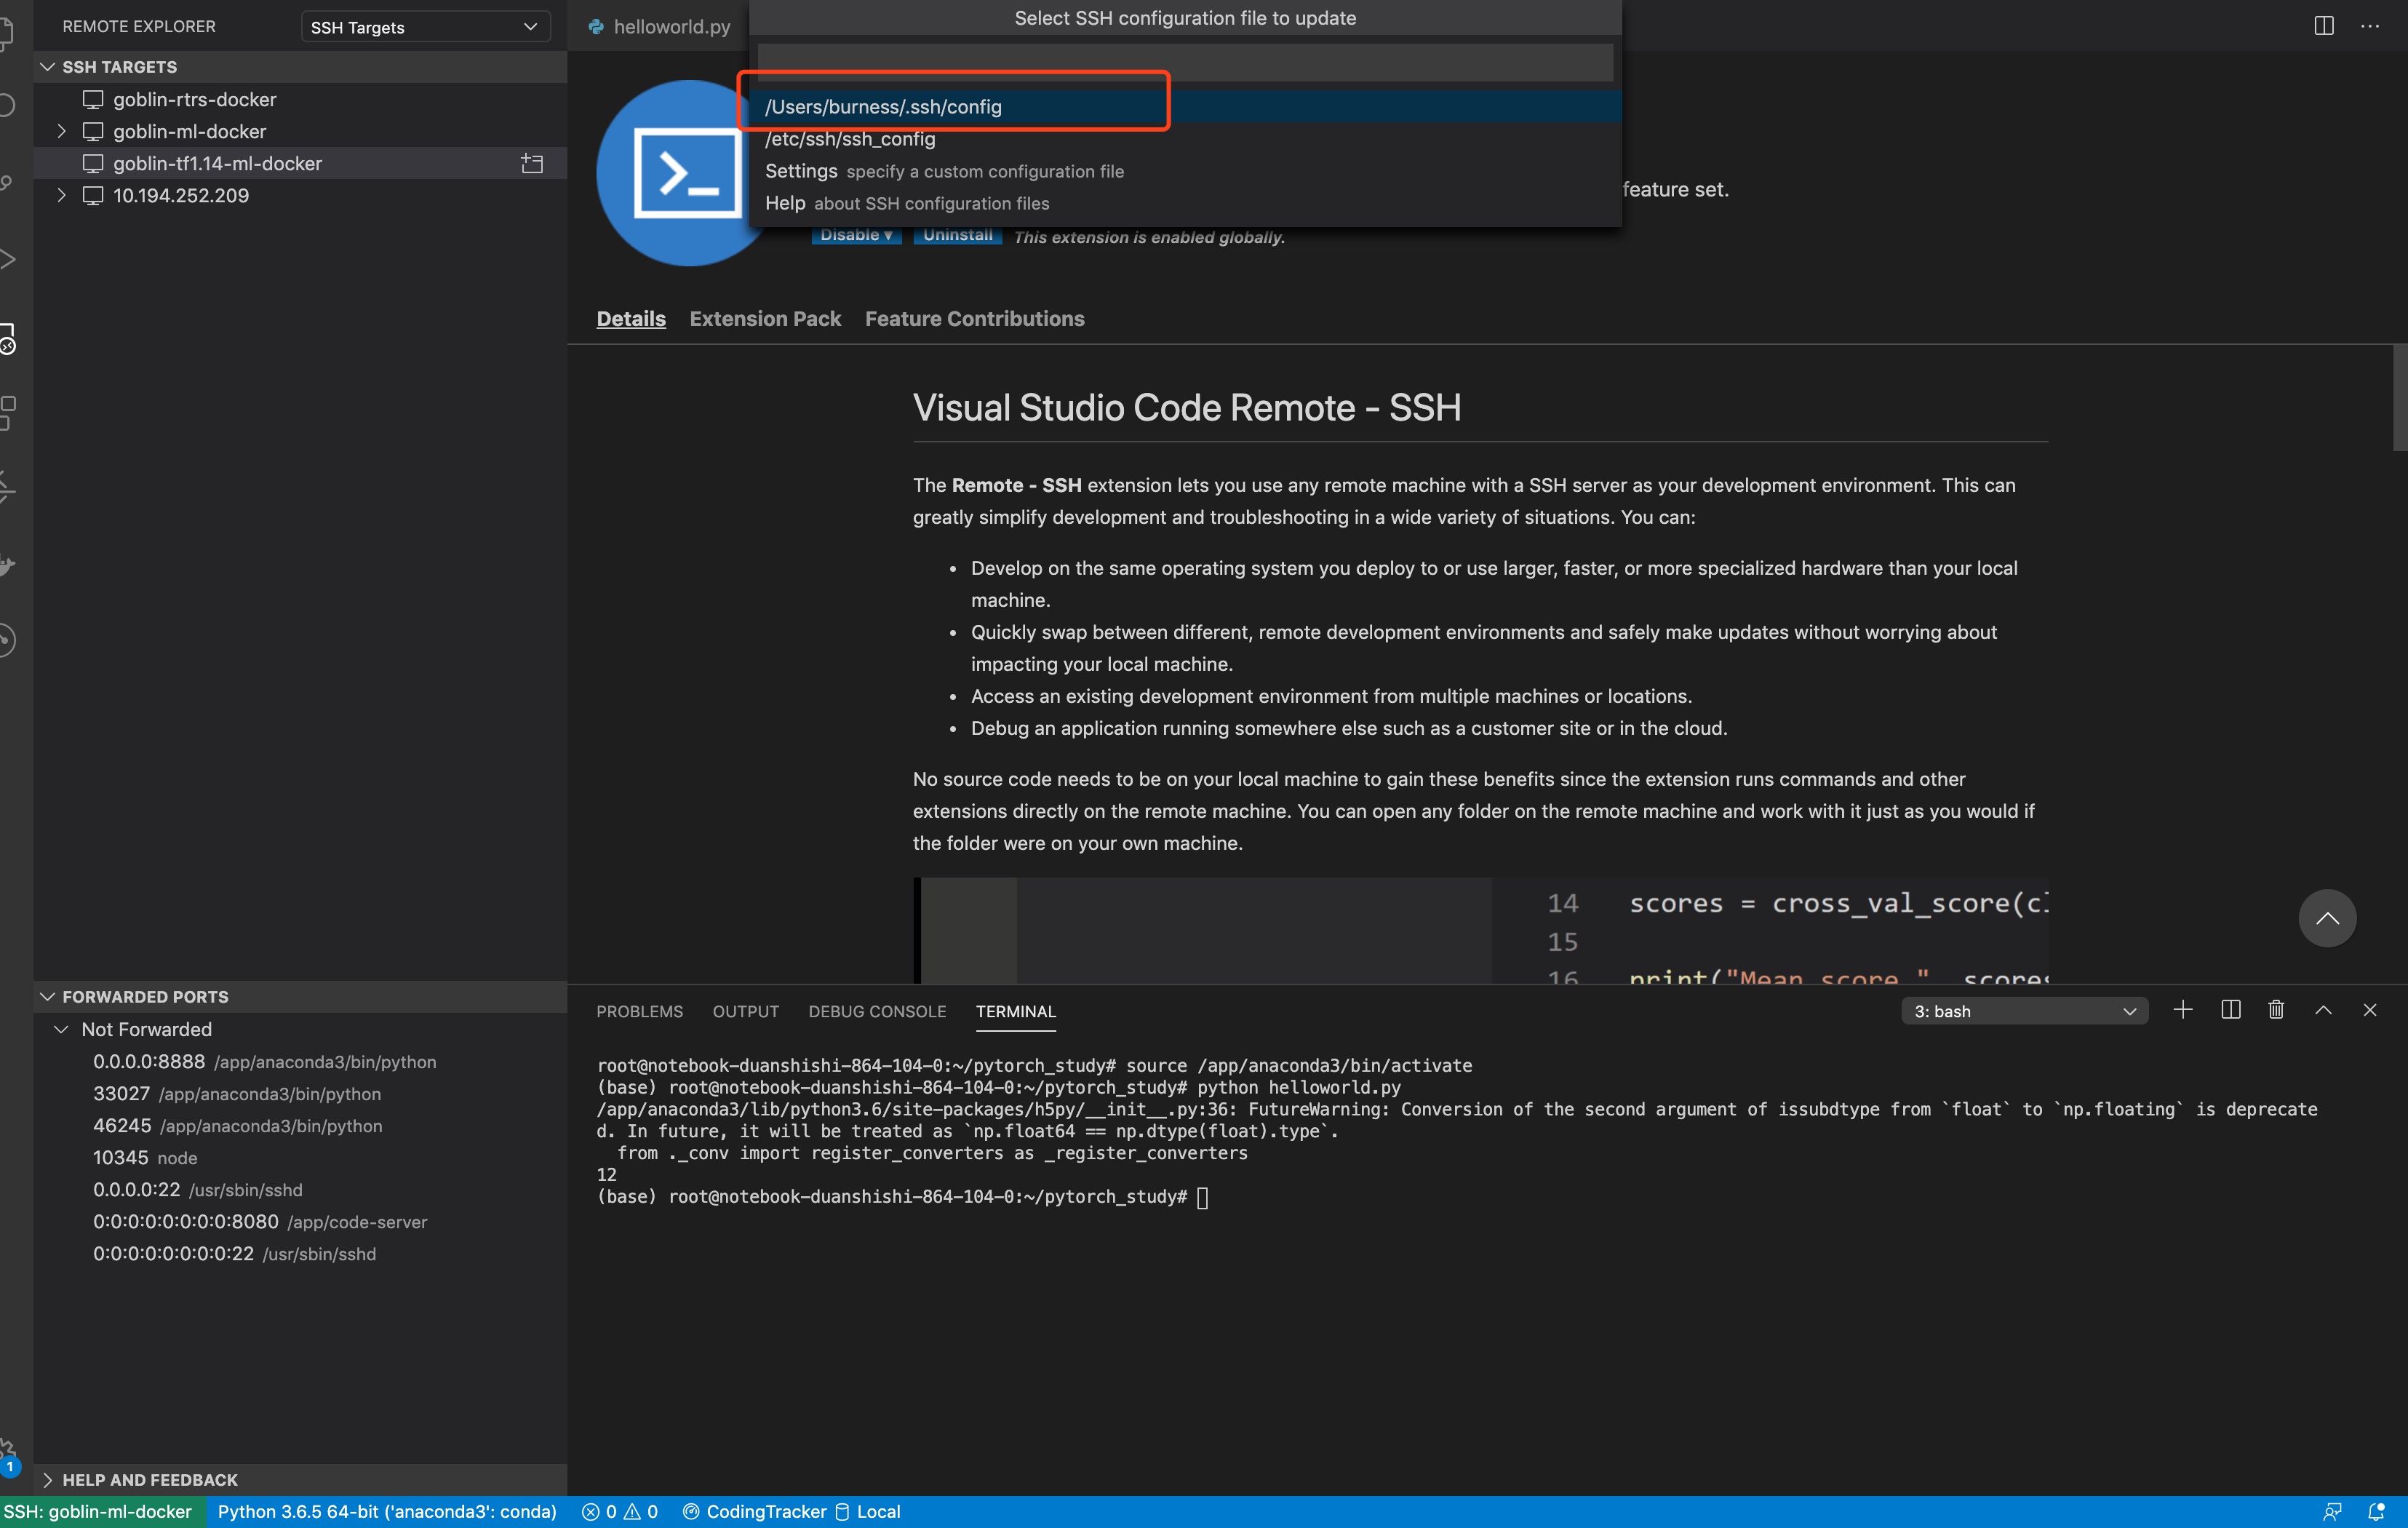 REMOTE EXPLORER
SSH Targets
SSH TARGETS
goblin-rtrs-docker
goblin-ml-docker
goblin-tf1.14-ml-docker
10.194.252.209
helloworld.py
Select SSH configuration file to update
/Users/burness/.ssh/config
/etc/ssh/ssh_config
Settings specify a custom configuration file
Help about SSH configuration files
feature set.
Disable ▾ Uninstall This extension is enabled globally.
Details Extension Pack Feature Contributions
Visual Studio Code Remote - SSH
The Remote - SSH extension lets you use any remote machine with a SSH server as your development environment. This can
greatly simplify development and troubleshooting in a wide variety of situations. You can:
• Develop on the same operating system you deploy to or use larger, faster, or more specialized hardware than your local
machine.
• Quickly swap between different, remote development environments and safely make updates without worrying about
impacting your local machine.
• Access an existing development environment from multiple machines or locations.
• Debug an application running somewhere else such as a customer site or in the cloud.
No source code needs to be on your local machine to gain these benefits since the extension runs commands and other
extensions directly on the remote machine. You can open any folder on the remote machine and work with it just as you would if
the folder were on your own machine.
14 scores = cross_val_score(cl
15
16 print("Mean score ", scores
FORWARDED PORTS
Not Forwarded
0.0.0.0:8888 /app/anaconda3/bin/python
33027 /app/anaconda3/bin/python
46245 /app/anaconda3/bin/python
10345 node
0.0.0.0:22 /usr/sbin/sshd
0:0:0:0:0:0:0:0:8080 /app/code-server
0:0:0:0:0:0:0:0:22 /usr/sbin/sshd
HELP AND FEEDBACK
PROBLEMS OUTPUT DEBUG CONSOLE TERMINAL
3: bash
root@notebook-duanshishi-864-104-0:~/pytorch_study# source /app/anaconda3/bin/activate
(base) root@notebook-duanshishi-864-104-0:~/pytorch_study# python helloworld.py
/app/anaconda3/lib/python3.6/site-packages/h5py/__init__.py:36: FutureWarning: Conversion of the second argument of issubdtype from `float` to `np.floating` is deprecate
d. In future, it will be treated as `np.float64 == np.dtype(float).type`.
from ._conv import register_converters as _register_converters
12
(base) root@notebook-duanshishi-864-104-0:~/pytorch_study#
1
SSH: goblin-ml-docker Python 3.6.5 64-bit ('anaconda3': conda) 0 0 CodingTracker Local